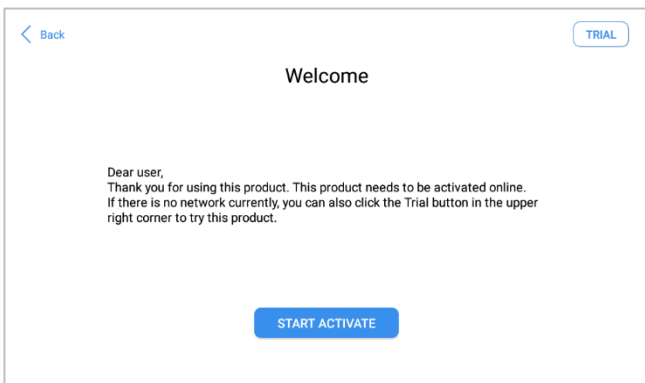 Back
TRIAL
Welcome
Dear user,
Thank you for using this product. This product needs to be activated online.
If there is no network currently, you can also click the Trial button in the upper
right corner to try this product.
START ACTIVATE